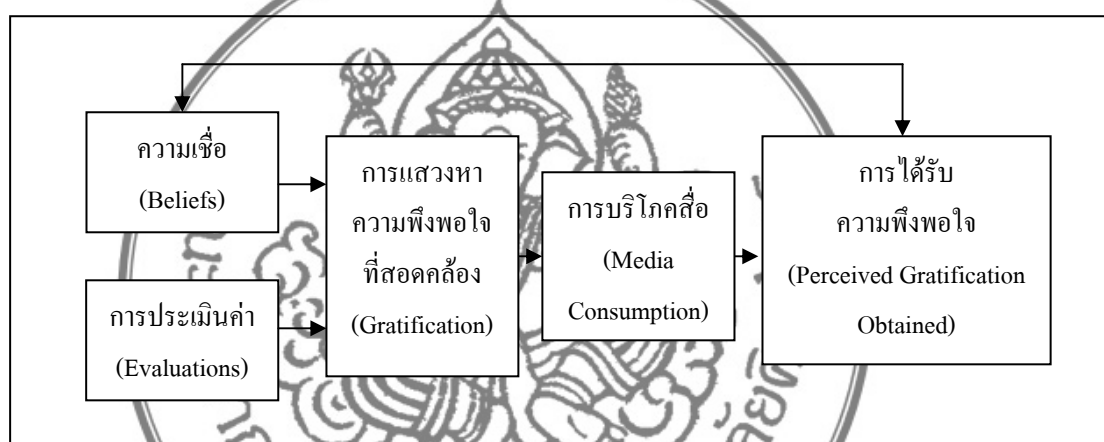 ความเชื่อ
(Beliefs)
การประเมินค่า
(Evaluations)
การแสวงหา
ความพึงพอใจ
ที่สอดคล้อง
(Gratification)
การบริโภคสื่อ
(Media
Consumption)
การได้รับ
ความพึงพอใจ
(Perceived Gratification
Obtained)